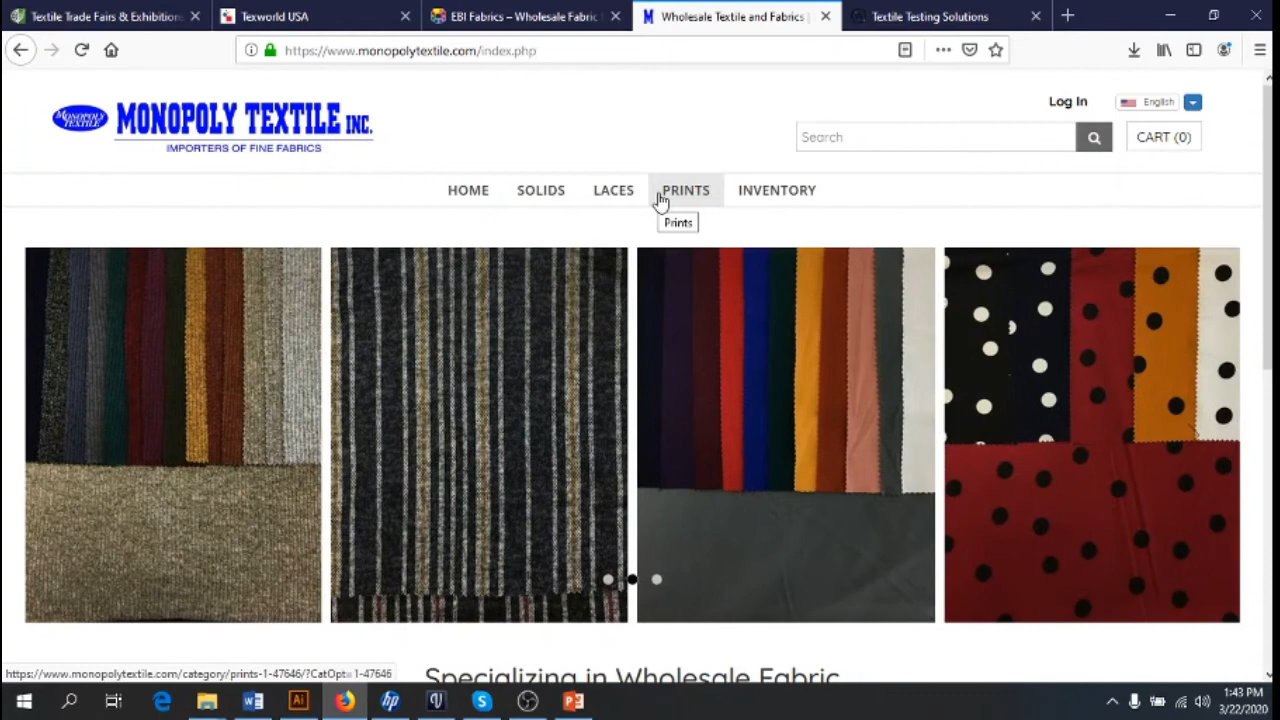 Textile Trade Fairs & Exhibitions
Texworld USA
EBI Fabrics – Wholesale Fabric
Wholesale Textile and Fabrics |
Textile Testing Solutions
https://www.monopolytextile.com/index.php
Log In
English
MONOPOLY TEXTILE
MONOPOLY TEXTILE INC.
IMPORTERS OF FINE FABRICS
Search
CART (0)
HOME SOLIDS LACES PRINTS INVENTORY
Prints
https://www.monopolytextile.com/category/prints-1-47646/?CatOpt=1-47646
Specializing in Wholesale Fabric
1:43 PM
3/22/2020